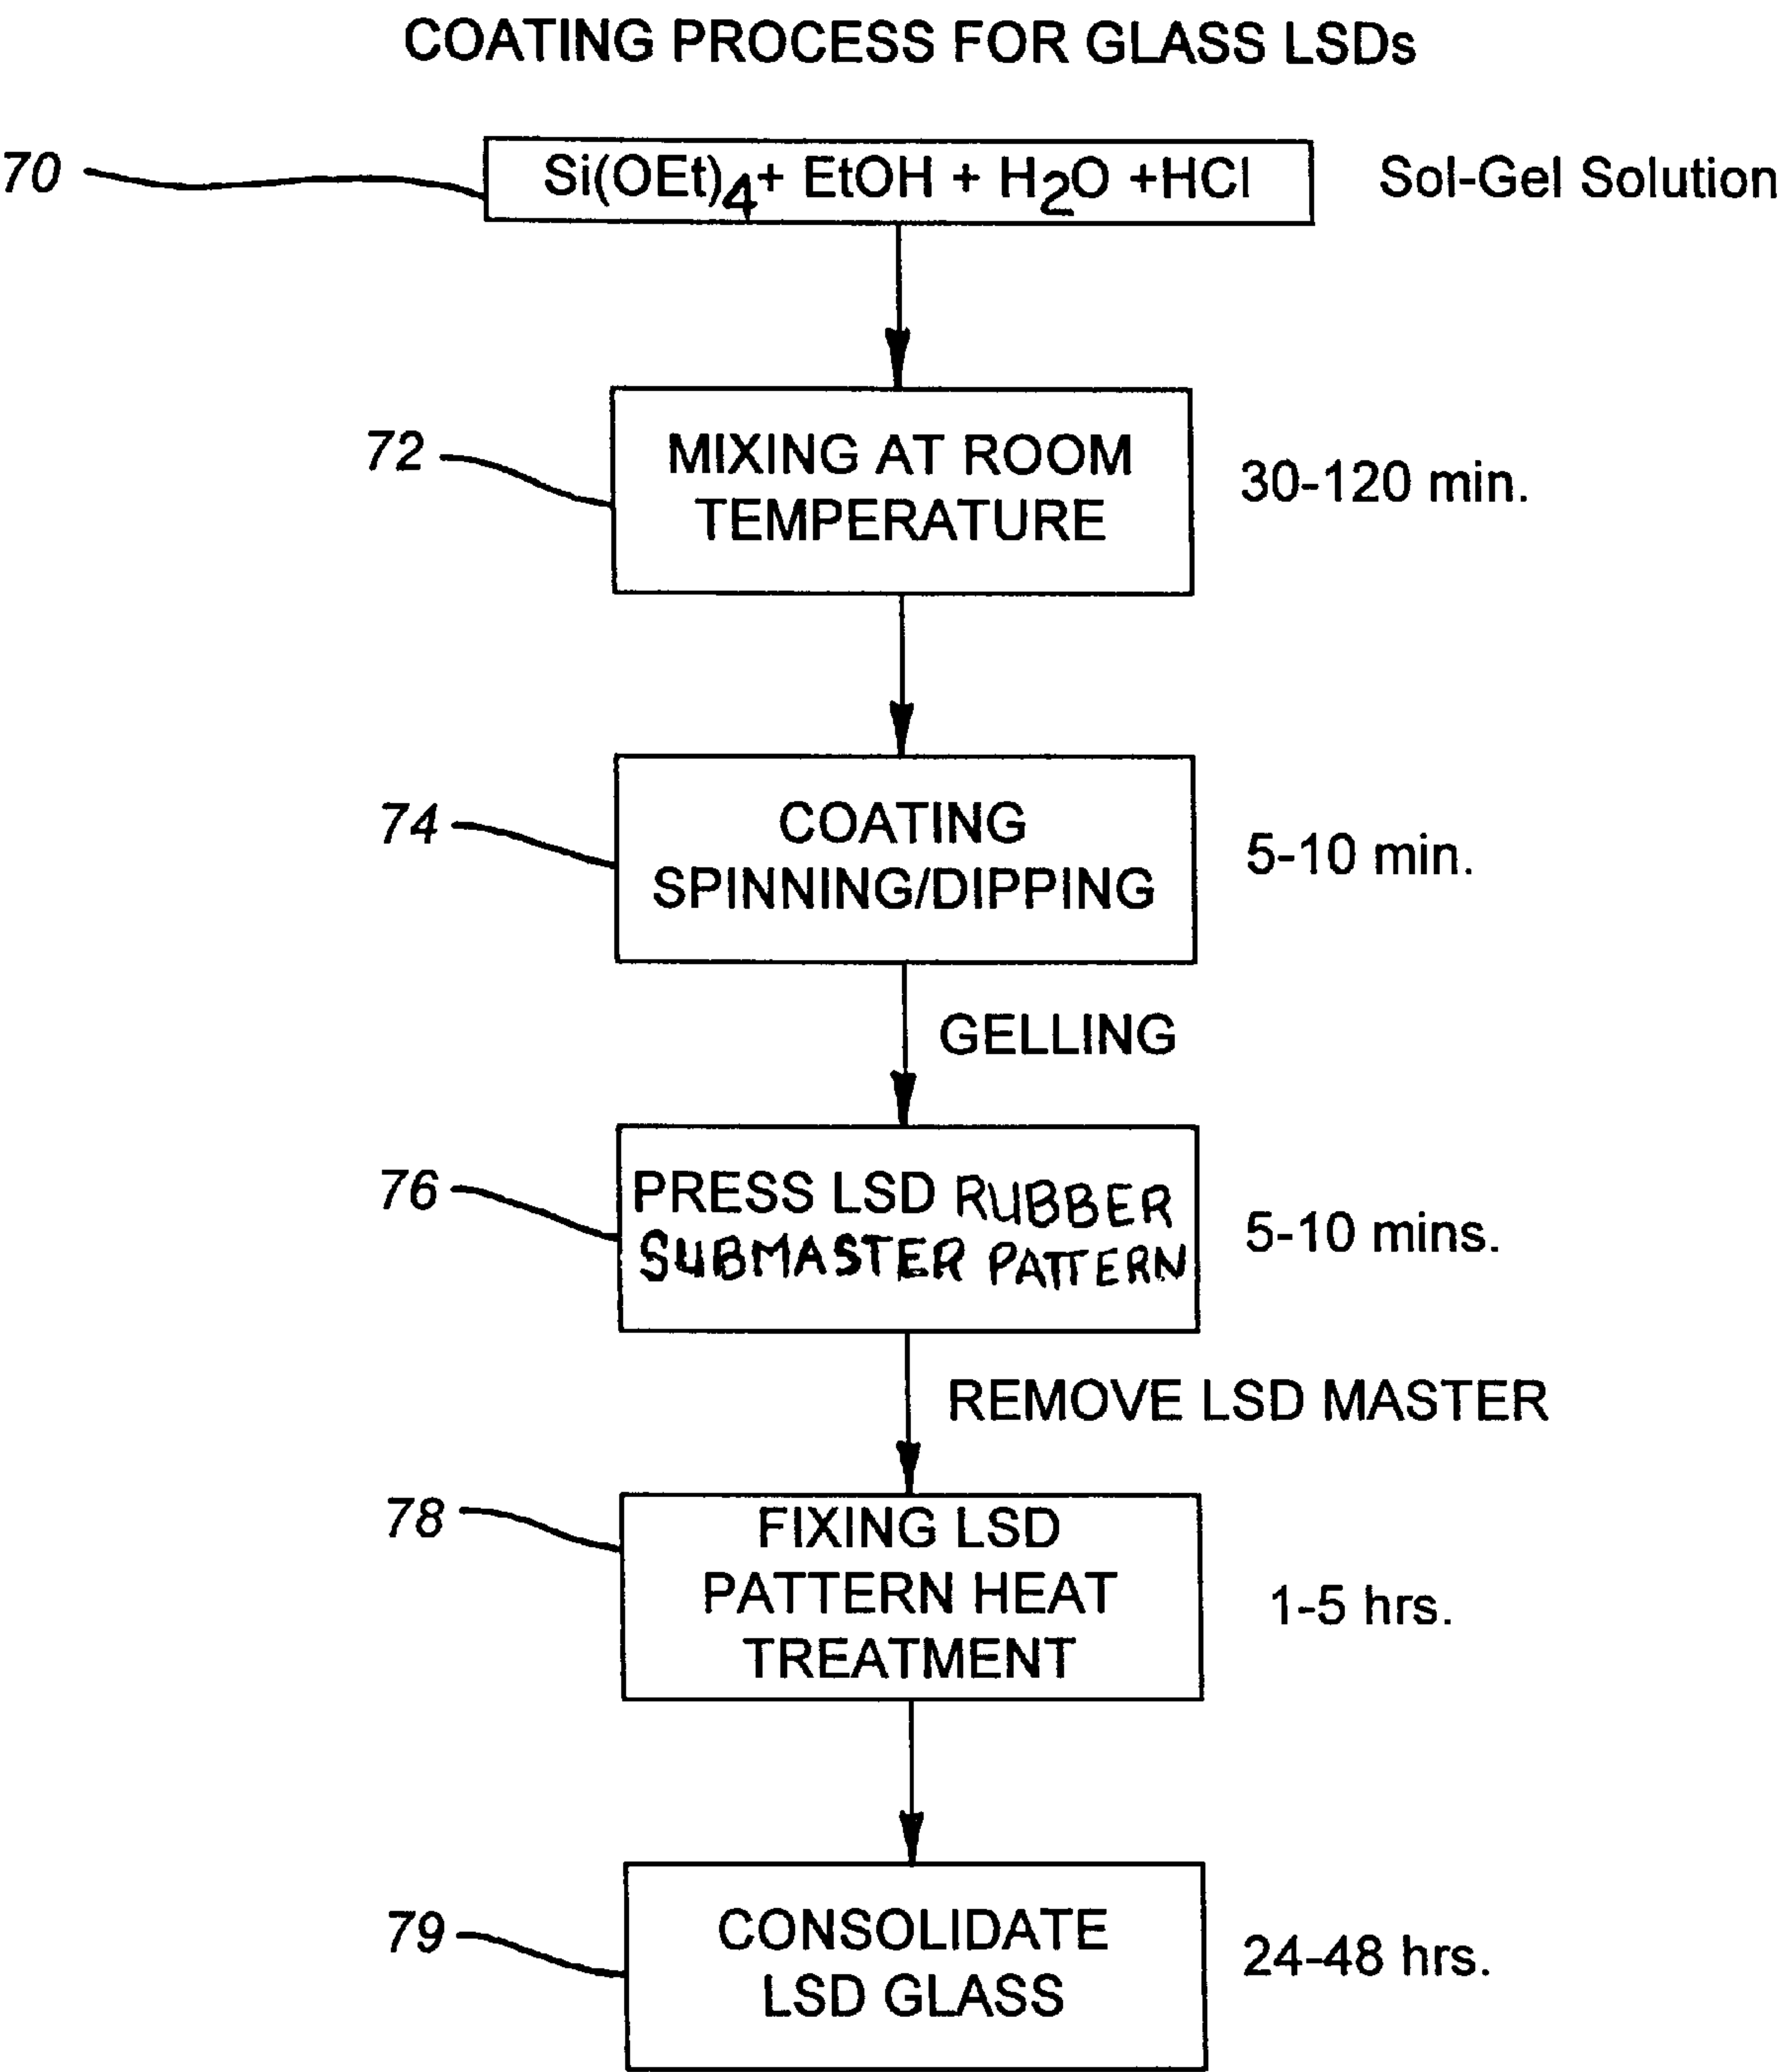 COATING PROCESS FOR GLASS LSDs
70
Si(OEt)4+ EtOH + H2O +HCl
Sol-Gel Solution
72
MIXING AT ROOM
TEMPERATURE
30-120 min.
74
COATING
SPINNING/DIPPING
5-10 min.
GELLING
76
PRESS LSD RUBBER
SUBMASTER PATTERN
5-10 mins.
REMOVE LSD MASTER
78
FIXING LSD
PATTERN HEAT
TREATMENT
1-5 hrs.
79
CONSOLIDATE
LSD GLASS
24-48 hrs.